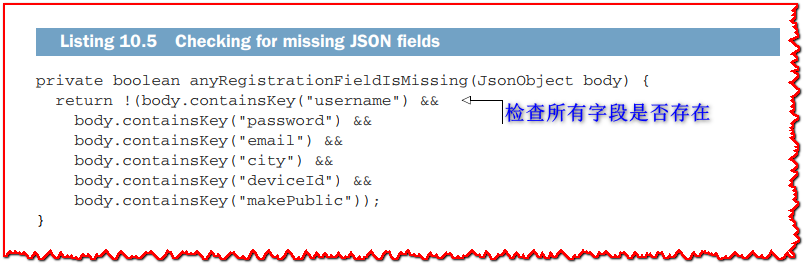 Listing 10.5 Checking for missing JSON fields
private boolean anyRegistrationFieldIsMissing(JsonObject body) {
return !(body.containsKey("username") &&
检查所有字段是否存在
body.containsKey("password") &&
body.containsKey("email") &&
body.containsKey("city") &&
body.containsKey("deviceId") &&
body.containsKey("makePublic"));
}